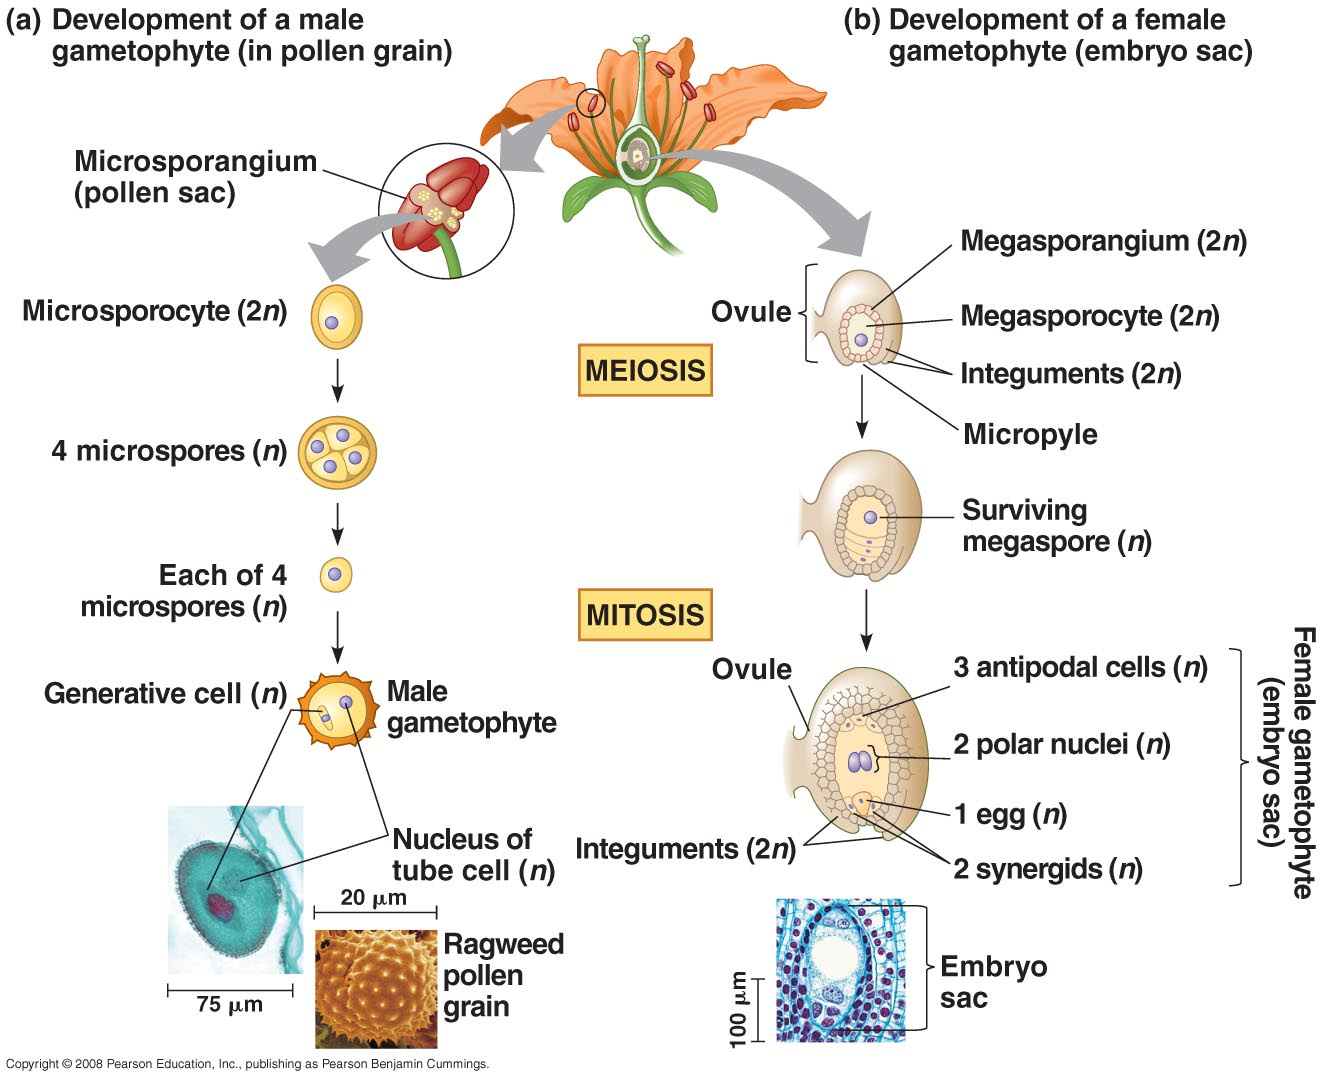 (a) Development of a male
gametophyte (in pollen grain)
(b) Development of a female
gametophyte (embryo sac)
Microsporangium
(pollen sac)
Microsporocyte (2n)
4 microspores (n)
Each of 4
microspores (n)
Generative cell (n)
Male
gametophyte
Nucleus of
tube cell (n)
75 μm
20 μm
Ragweed
pollen
grain
MEIOSIS
MITOSIS
Ovule
Megasporangium (2n)
Megasporocyte (2n)
Integuments (2n)
Micropyle
Surviving
megaspore (n)
Ovule
3 antipodal cells (n)
2 polar nuclei (n)
1 egg (n)
2 synergids (n)
Integuments (2n)
Female gametophyte
(embryo sac)
100 μm
Embryo
sac
Copyright © 2008 Pearson Education, Inc., publishing as Pearson Benjamin Cummings.